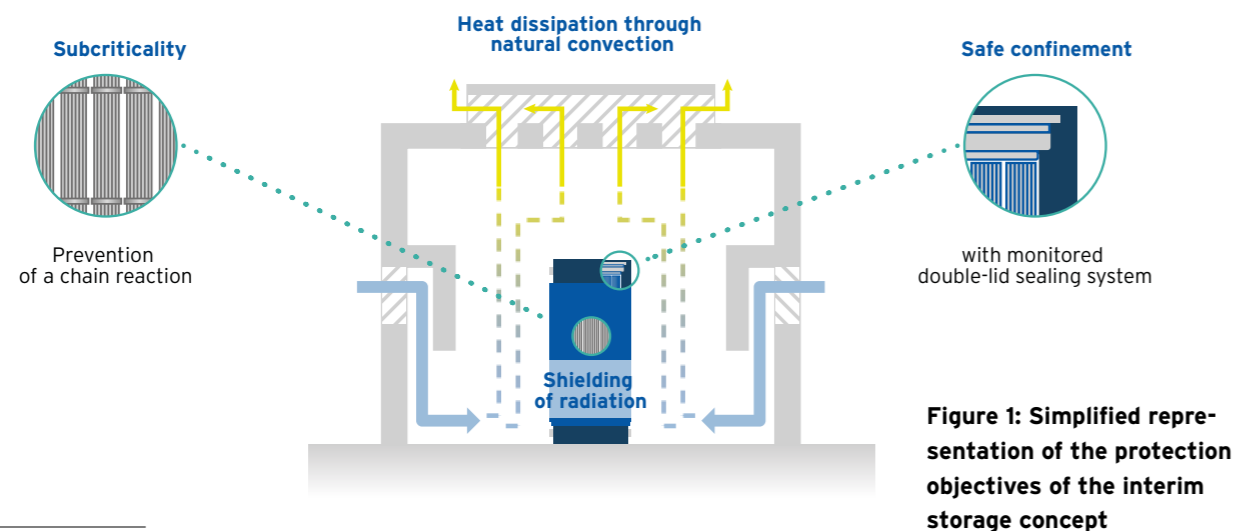 Subcriticality
Prevention
of a chain reaction
Heat dissipation through
natural convection
Safe confinement
with monitored
double-lid sealing system
Shielding
of radiation
Figure 1: Simplified repre-
sentation of the protection
objectives of the interim
storage concept